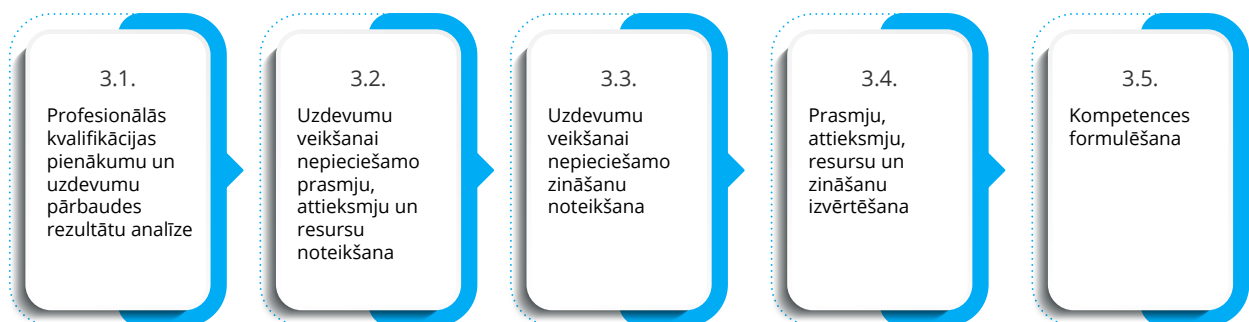 3.1.
Profesionālās
kvalifikācijas
pienākumu un
uzdevumu
pārbaudes
rezultātu analīze
3.2.
Uzdevumu
veikšanai
nepieciešamo
prasmju,
attieksmju un
resursu
noteikšana
3.3.
Uzdevumu
veikšanai
nepieciešamo
zināšanu
noteikšana
3.4.
Prasmju,
attieksmju,
resursu un
zināšanu
izvērtēšana
3.5.
Kompetences
formulēšana